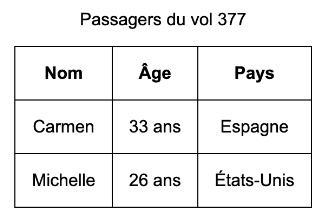 Passagers du vol 377
Nom Âge Pays
Carmen 33 ans Espagne
Michelle 26 ans États-Unis